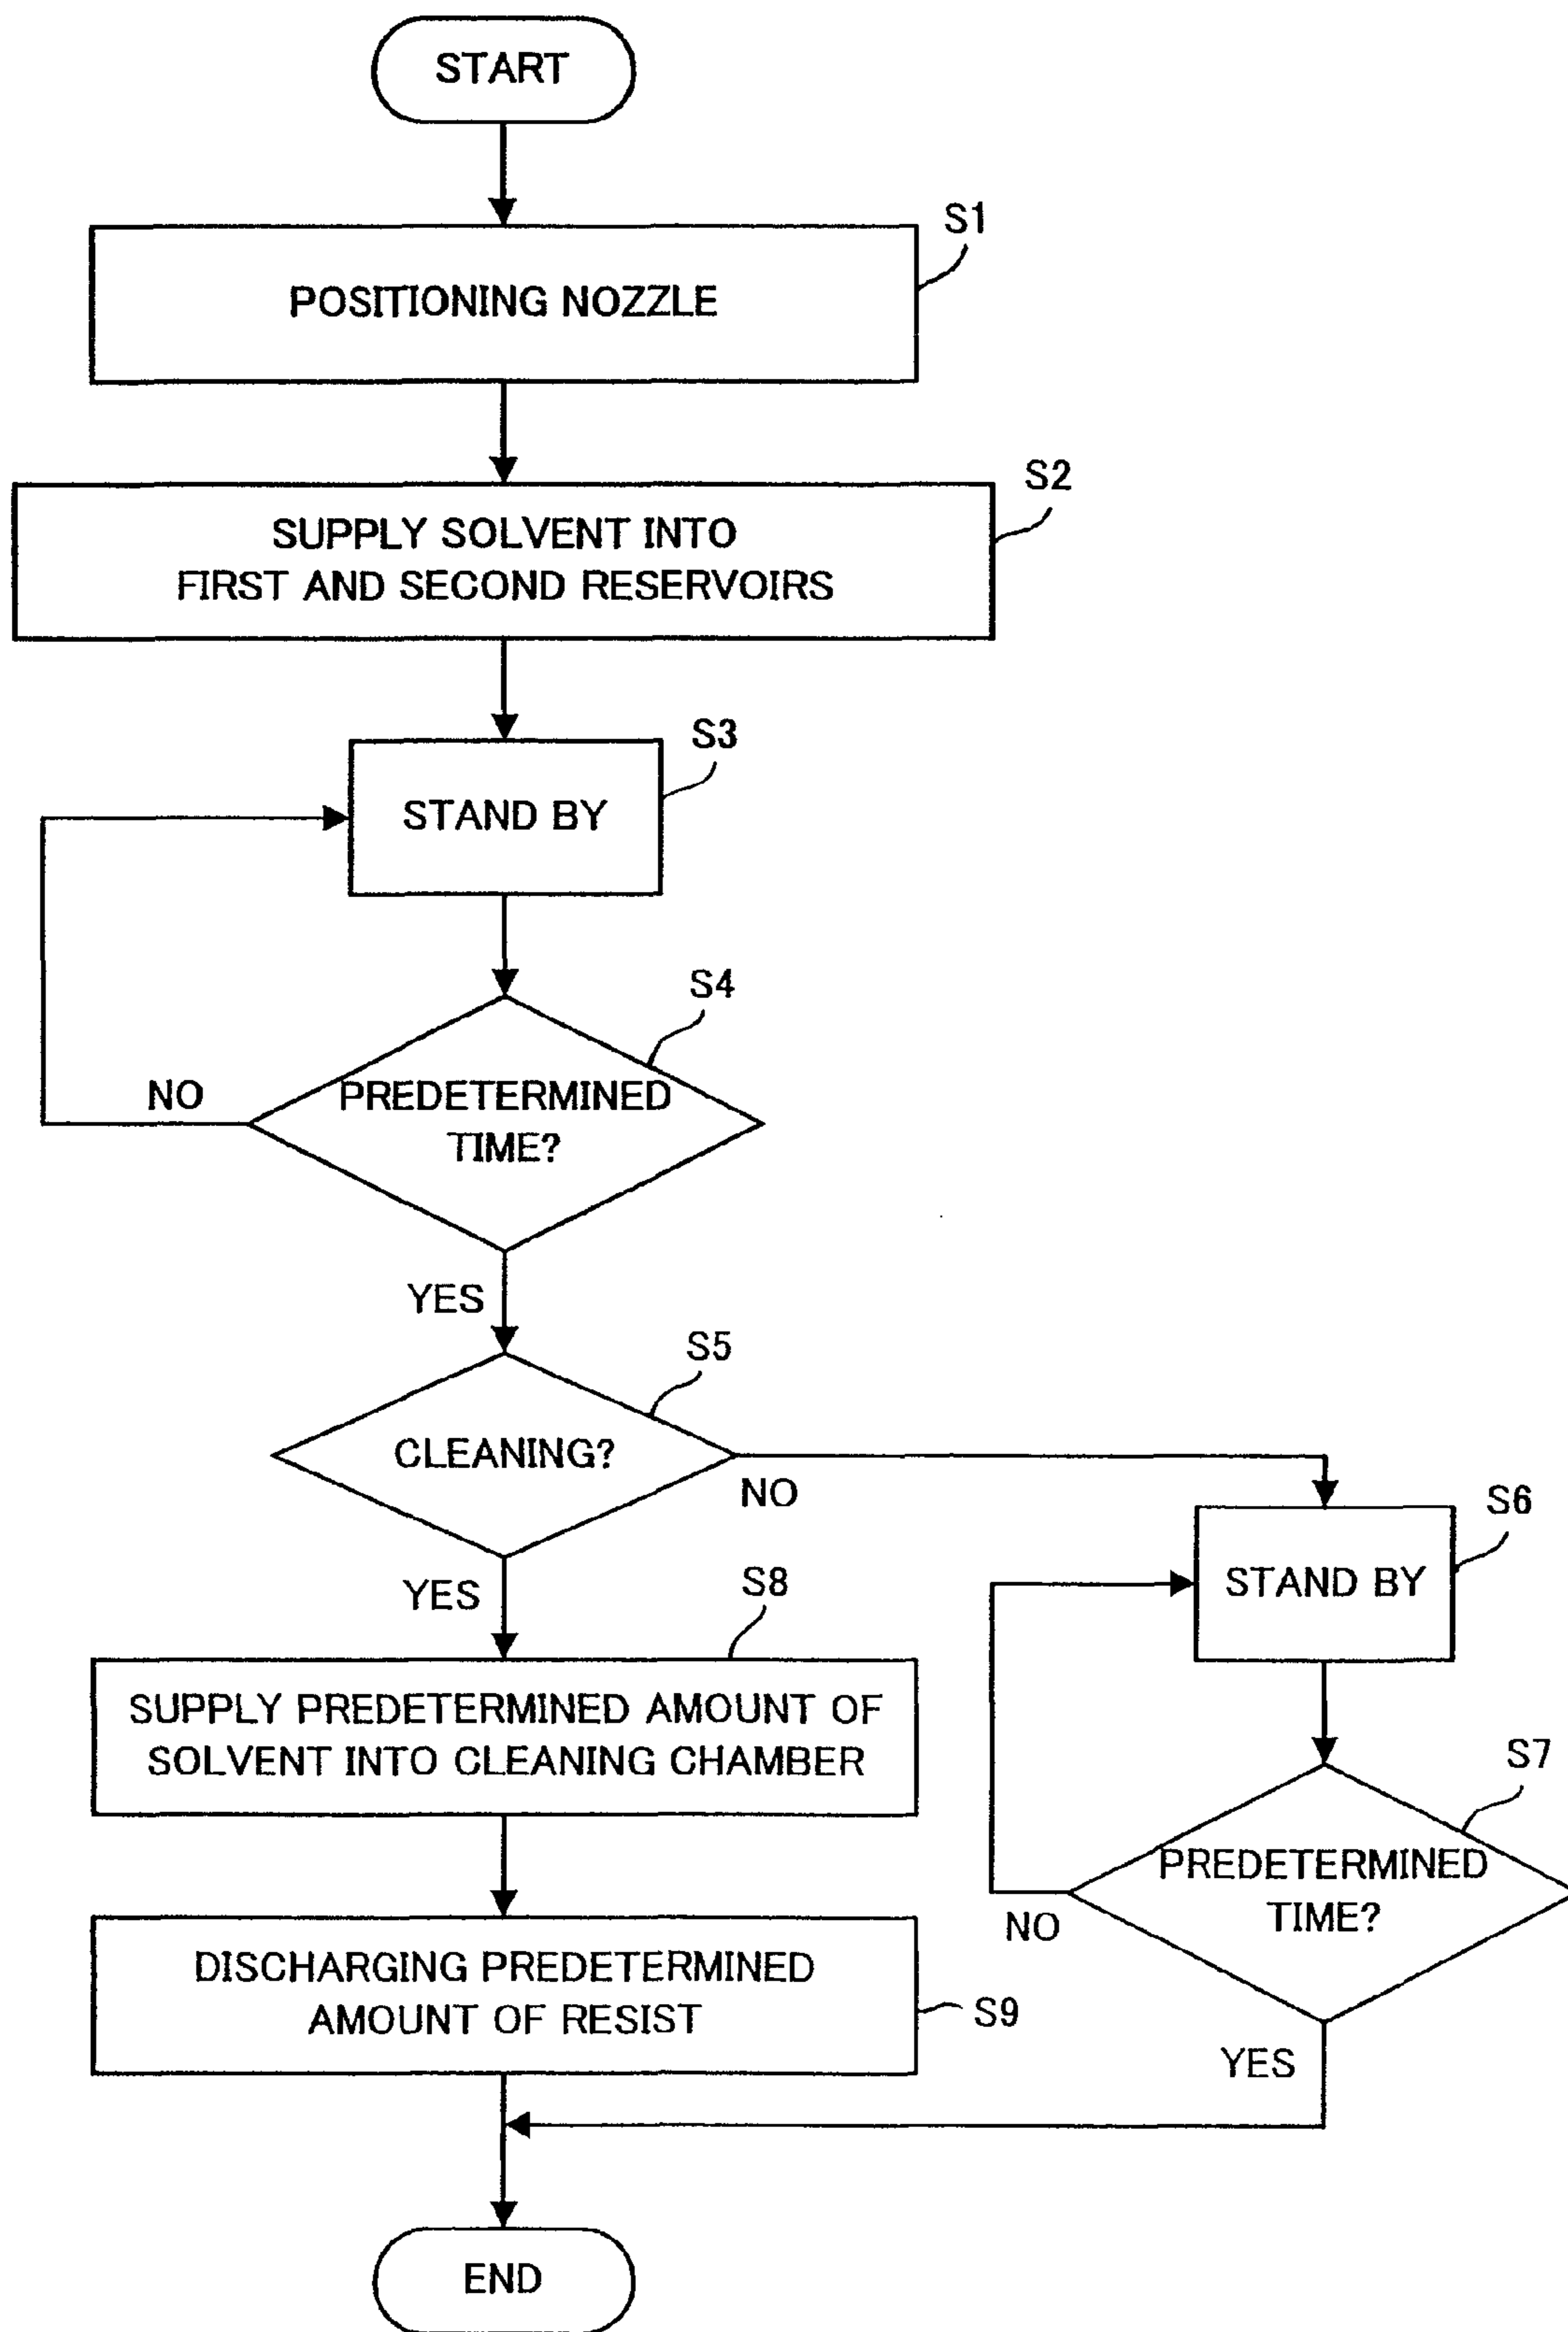 START
S1
POSITIONING NOZZLE
S2
SUPPLY SOLVENT INTO
FIRST AND SECOND RESERVOIRS
S3
STAND BY
S4
NO
PREDETERMINED
TIME?
YES
S5
CLEANING?
NO
S6
STAND BY
YES
S8
SUPPLY PREDETERMINED AMOUNT OF
SOLVENT INTO CLEANING CHAMBER
S7
PREDETERMINED
TIME?
NO
DISCHARGING PREDETERMINED
AMOUNT OF RESIST
S9
YES
END